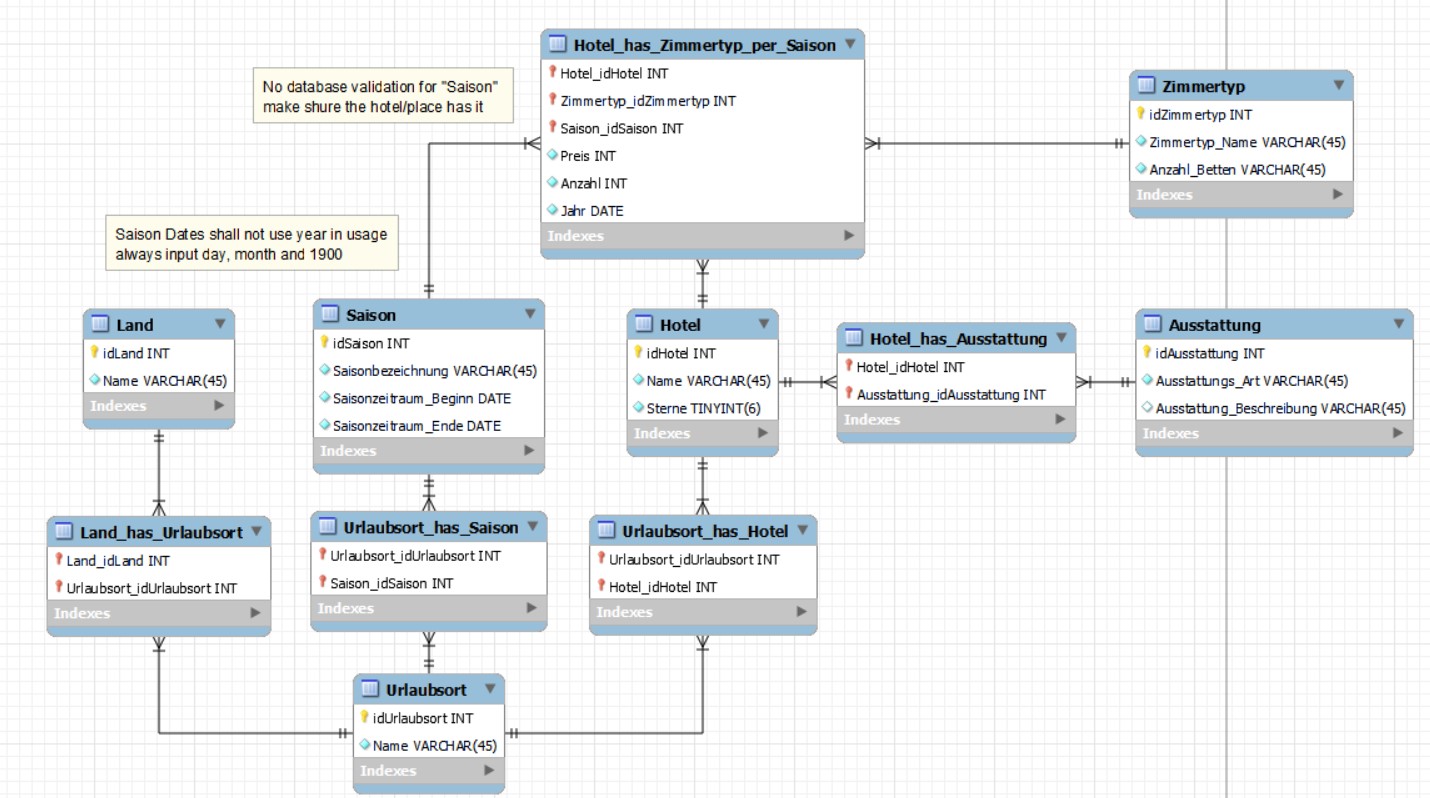 Hotel_has_Zimmertyp_per_Saison
Hotel_idHotel INT
Zimmertyp_idZimmertyp INT
Saison_idSaison INT
Preis INT
Anzahl INT
Jahr DATE
Indexes
No database validation for "Saison"
make shure the hotel/place has it
Zimmertyp
idZimmertyp INT
Zimmertyp_Name VARCHAR(45)
Anzahl_Betten VARCHAR(45)
Indexes
Saison Dates shall not use year in usage
always input day, month and 1900
Land
idLand INT
Name VARCHAR(45)
Indexes
Saison
idSaison INT
Saisonbezeichnung VARCHAR(45)
Saisonzeitraum_Beginn DATE
Saisonzeitraum_Ende DATE
Indexes
Hotel
idHotel INT
Name VARCHAR(45)
Sterne TINYINT(6)
Indexes
Hotel_has_Ausstattung
Hotel_idHotel INT
Ausstattung_idAusstattung INT
Indexes
Ausstattung
idAusstattung INT
Ausstattungs_Art VARCHAR(45)
Ausstattung_Beschreibung VARCHAR(45)
Indexes
Land_has_Urlaubsort
Land_idLand INT
Urlaubsort_idUrlaubsort INT
Indexes
Urlaubsort_has_Saison
Urlaubsort_idUrlaubsort INT
Saison_idSaison INT
Indexes
Urlaubsort_has_Hotel
Urlaubsort_idUrlaubsort INT
Hotel_idHotel INT
Indexes
Urlaubsort
idUrlaubsort INT
Name VARCHAR(45)
Indexes